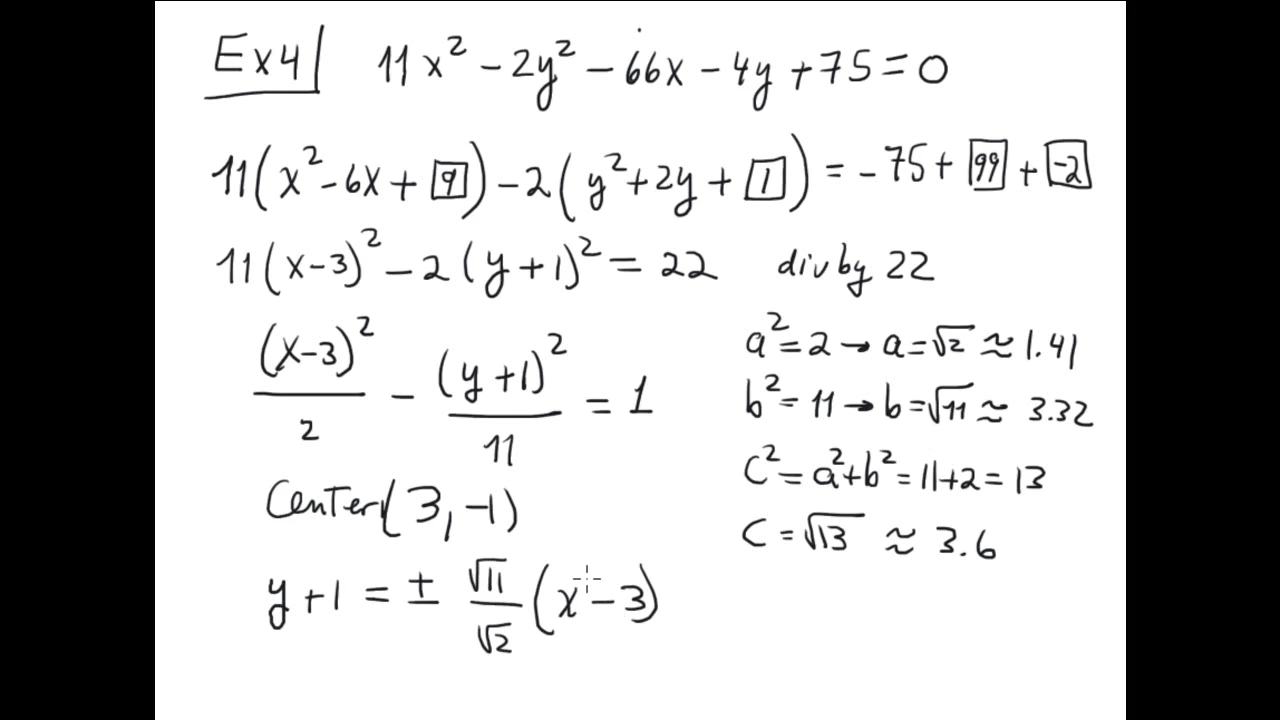 Ex4 11x² - 2y² - 66x - 4y + 75 = 0
11(x² - 6x + 9) - 2(y² + 2y + 1) = -75 + 99 + -2
11(x-3)² - 2(y+1)² = 22 div by 22
(x-3)²/2 - (y+1)²/11 = 1
a² = 2 → a = √2 ≈ 1.41
b² = 11 → b = √11 ≈ 3.32
c² = a² + b² = 11+2 = 13
Center (3, -1)
c = √13 ≈ 3.6
y+1 = ± √11/√2 (x-3)